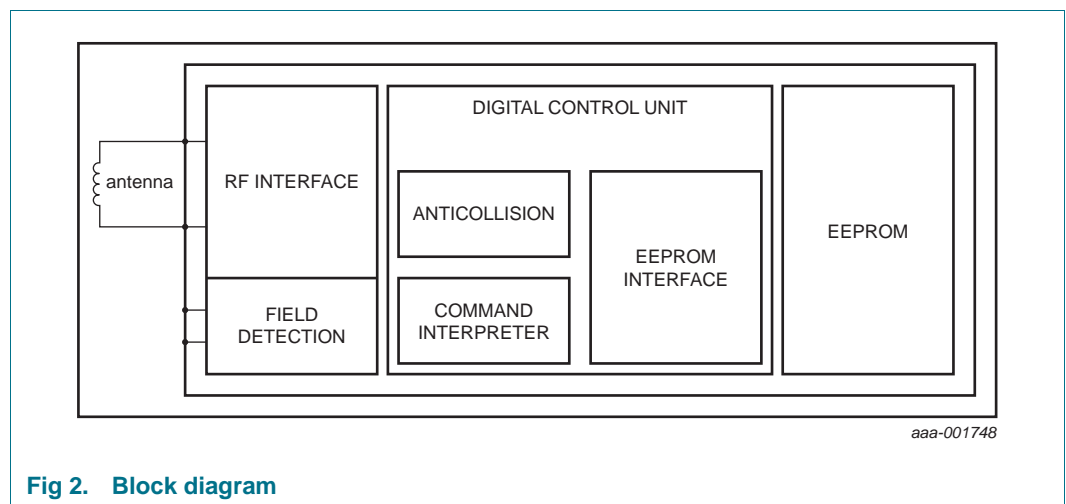 antenna
RF INTERFACE
FIELD
DETECTION
DIGITAL CONTROL UNIT
ANTICOLLISION
COMMAND
INTERPRETER
EEPROM
INTERFACE
EEPROM
aaa-001748
Fig 2. Block diagram